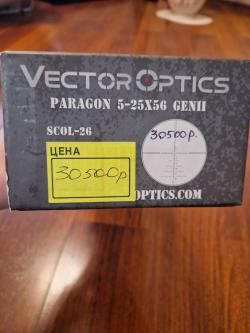 VECTOR OPTICS
PARAGON 5-25X56 GENII
SCOL-26
30500р.
ЦЕНА
30500р
OPTICS.COM